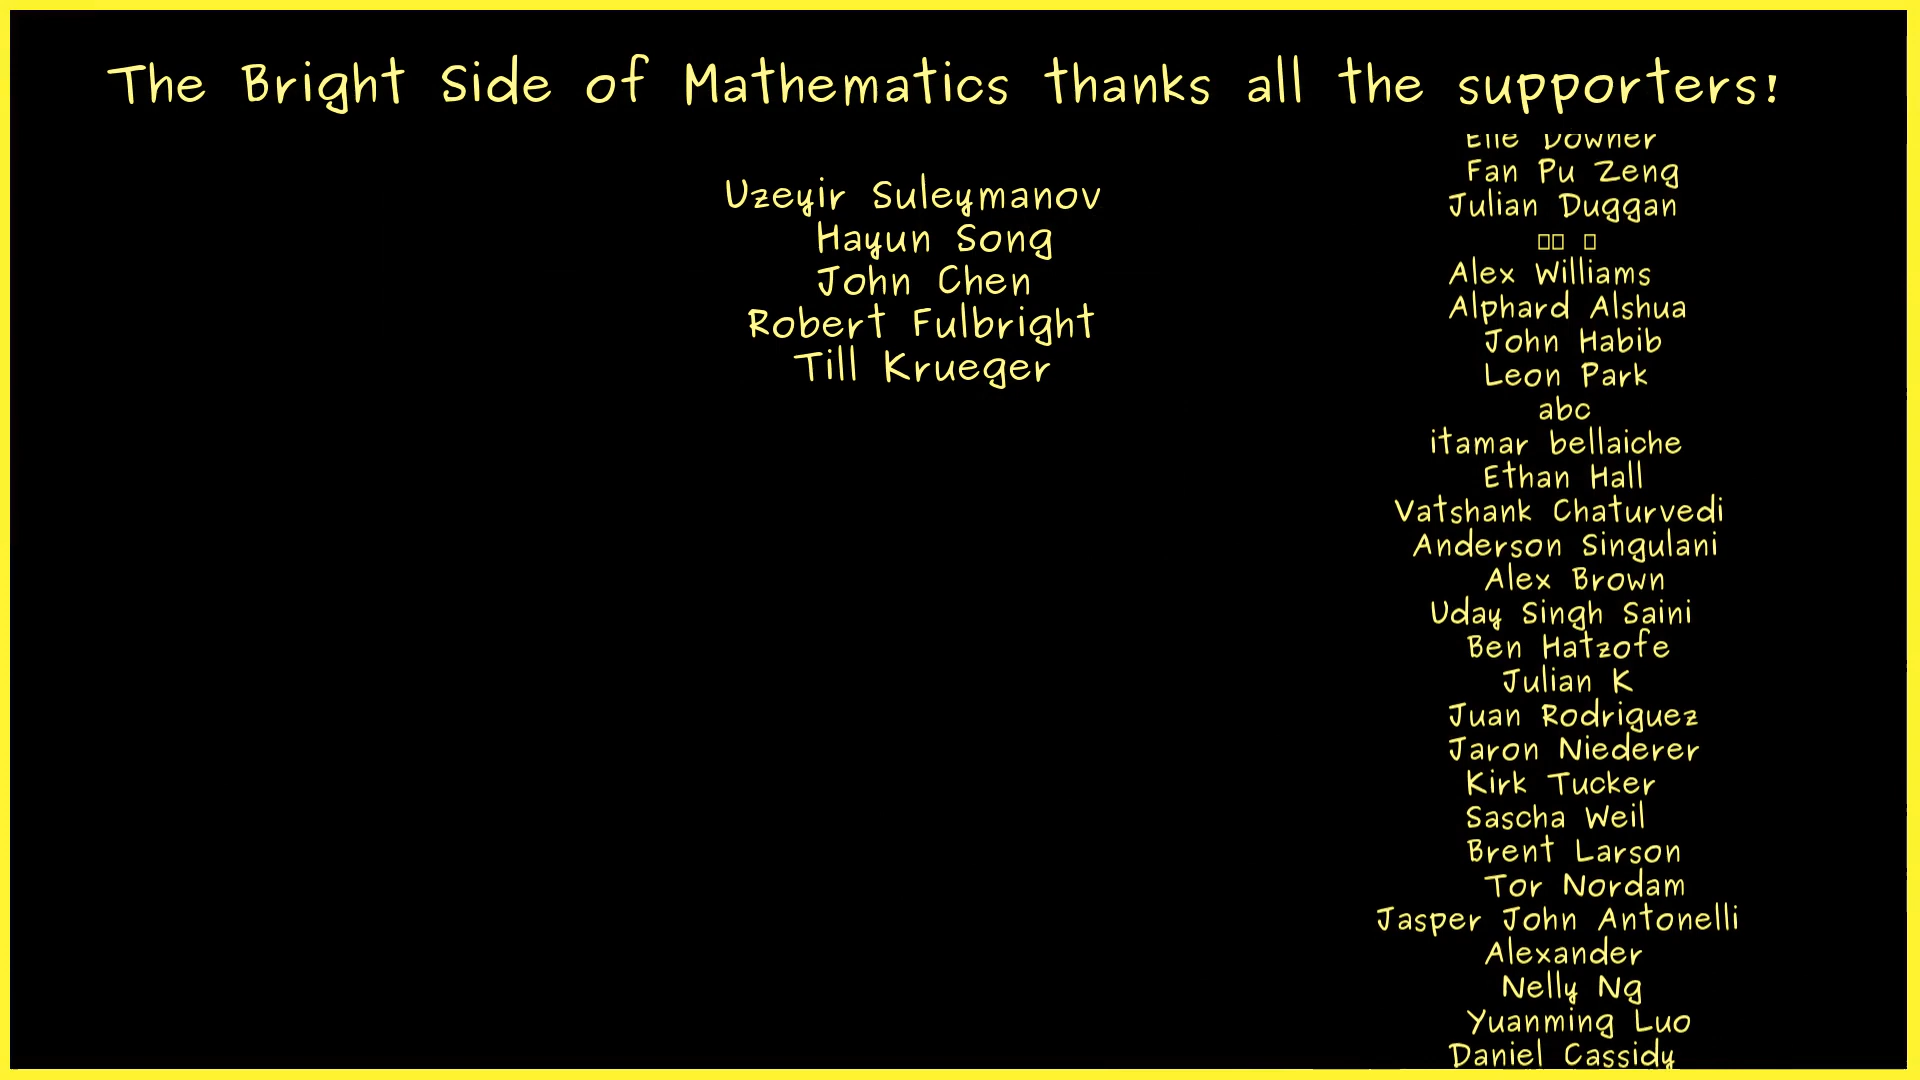 The Bright Side of Mathematics thanks all the supporters!
Uzeyir Suleymanov
Hayun Song
John Chen
Robert Fulbright
Till Krueger
Elle Downer
Fan Pu Zeng
Julian Duggan
Alex Williams
Alphard Alshua
John Habib
Leon Park
abc
itamar bellaiche
Ethan Hall
Vatshank Chaturvedi
Anderson Singulani
Alex Brown
Uday Singh Saini
Ben Hatzofe
Julian K
Juan Rodriguez
Jaron Niederer
Kirk Tucker
Sascha Weil
Brent Larson
Tor Nordam
Jasper John Antonelli
Alexander
Nelly Ng
Yuanming Luo
Daniel Cassidy